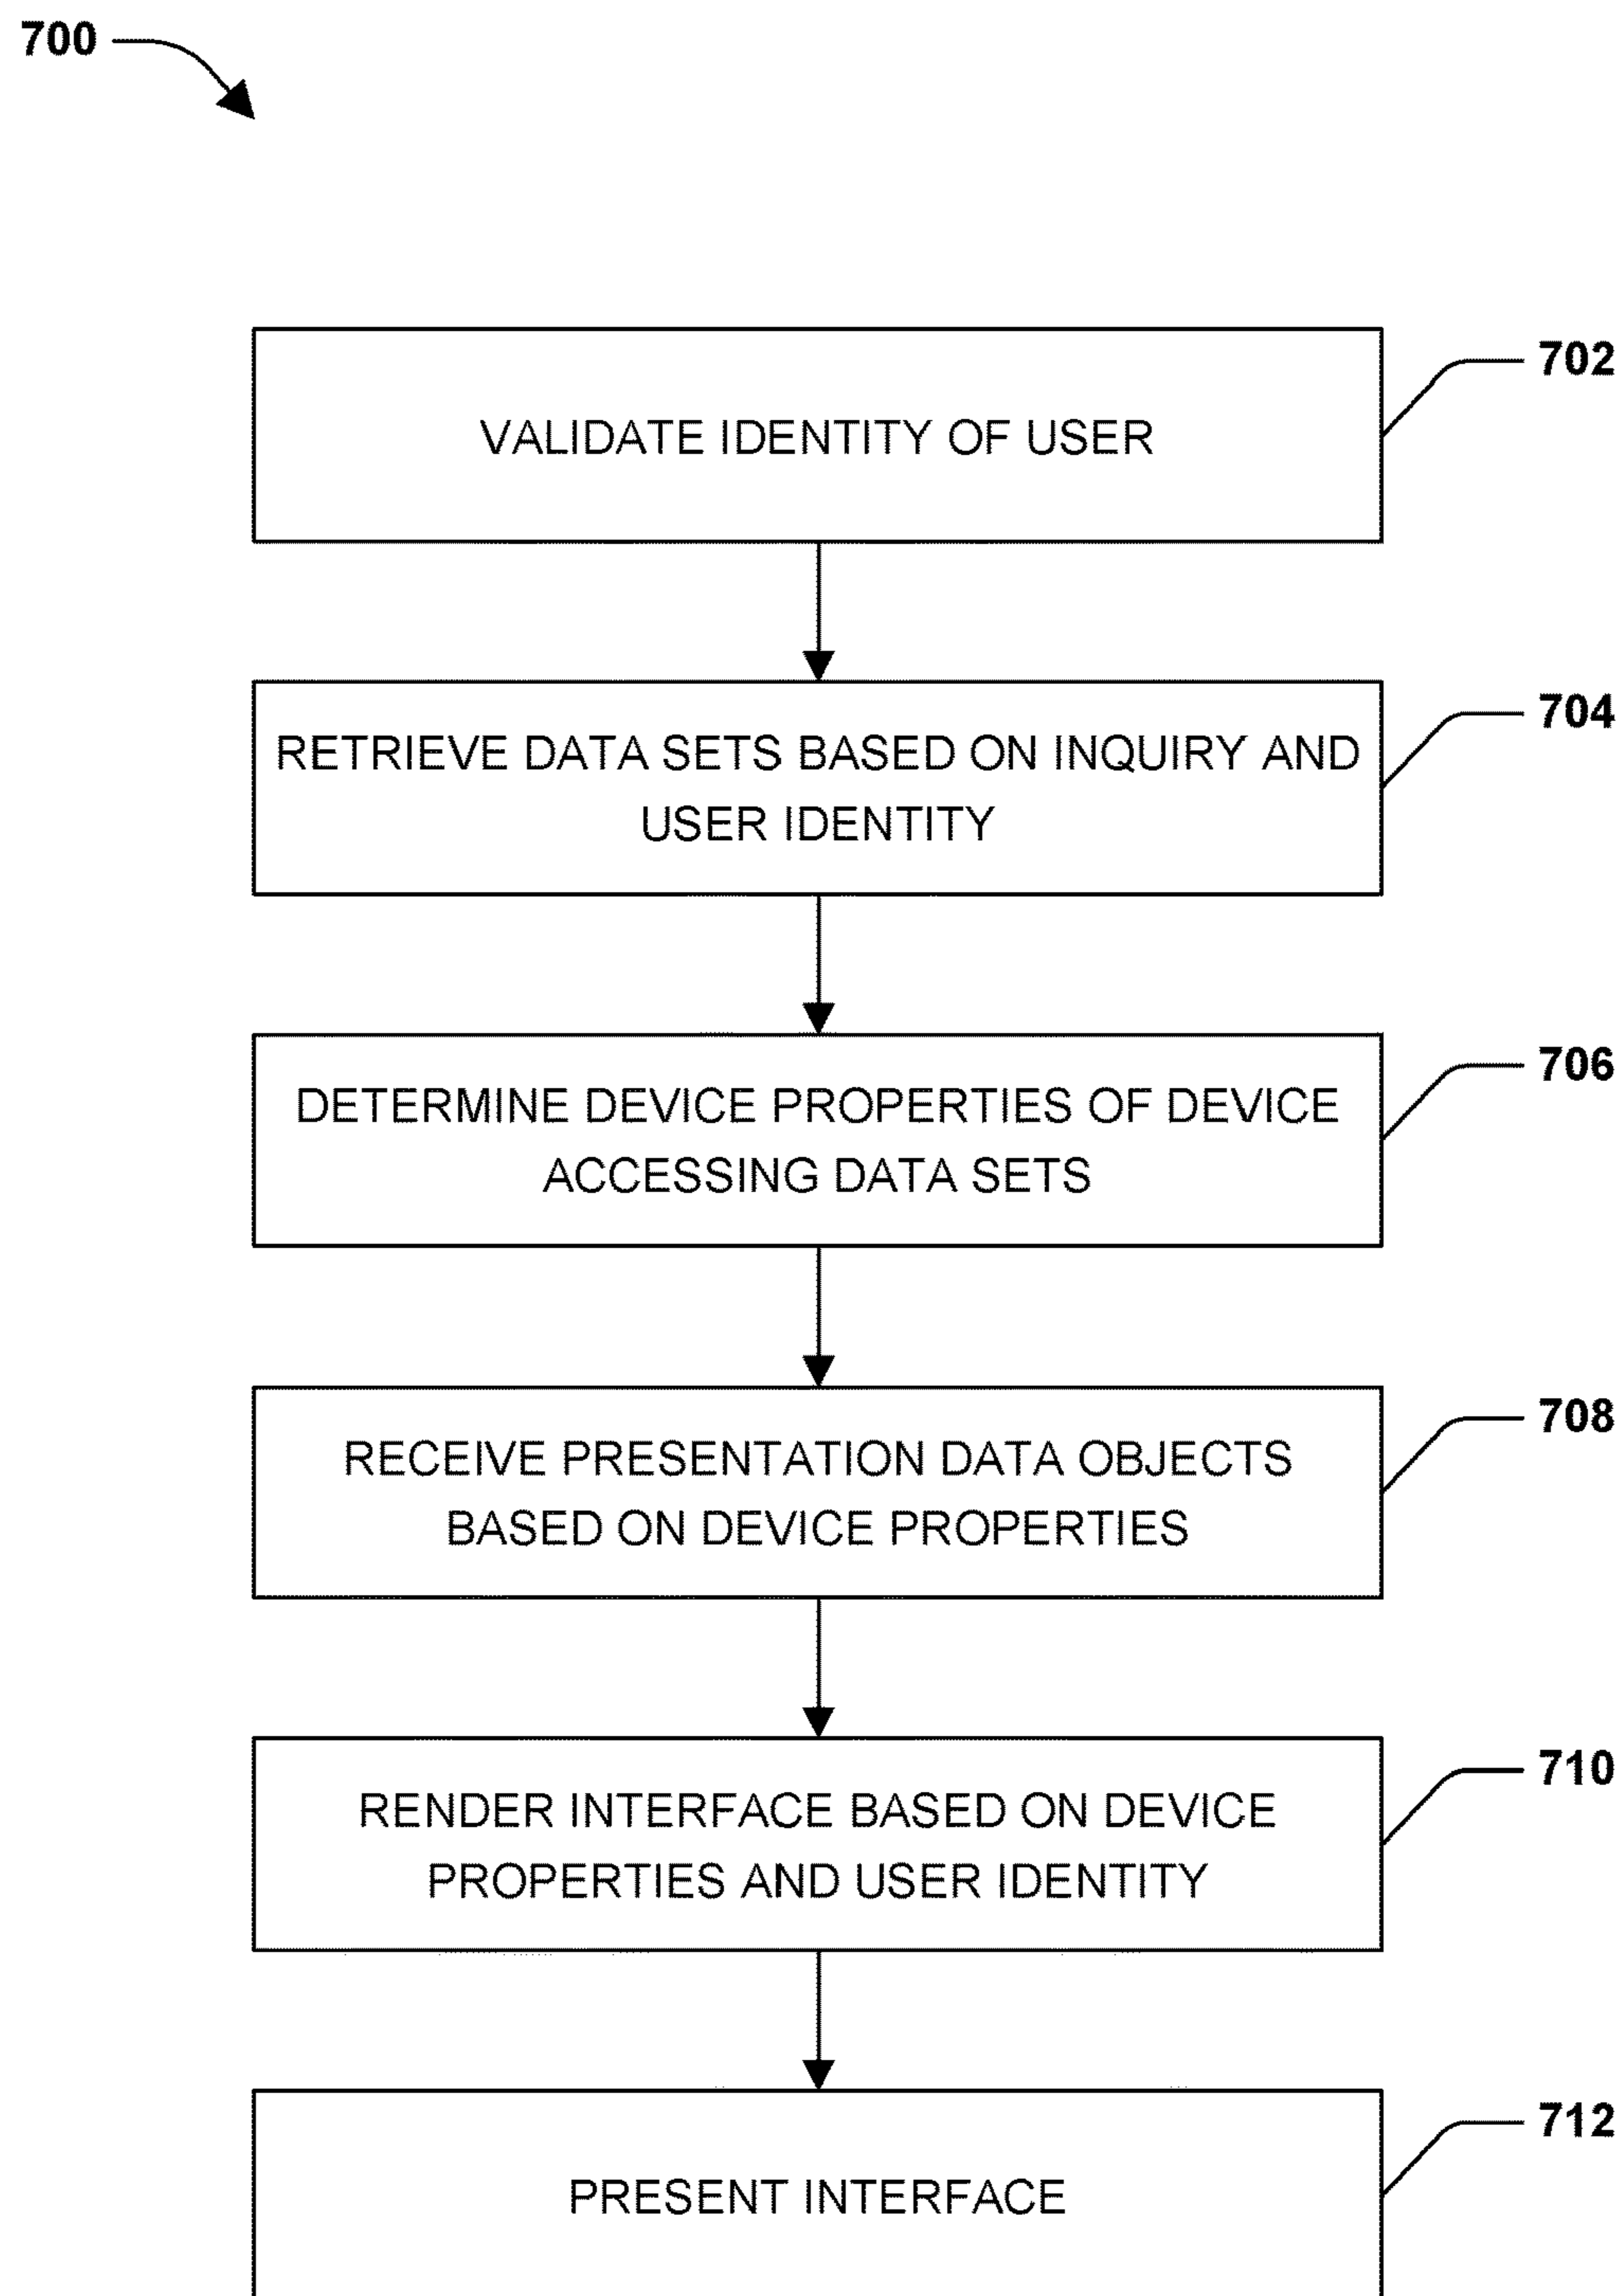 700
702
VALIDATE IDENTITY OF USER
704
RETRIEVE DATA SETS BASED ON INQUIRY AND
USER IDENTITY
706
DETERMINE DEVICE PROPERTIES OF DEVICE
ACCESSING DATA SETS
708
RECEIVE PRESENTATION DATA OBJECTS
BASED ON DEVICE PROPERTIES
710
RENDER INTERFACE BASED ON DEVICE
PROPERTIES AND USER IDENTITY
712
PRESENT INTERFACE